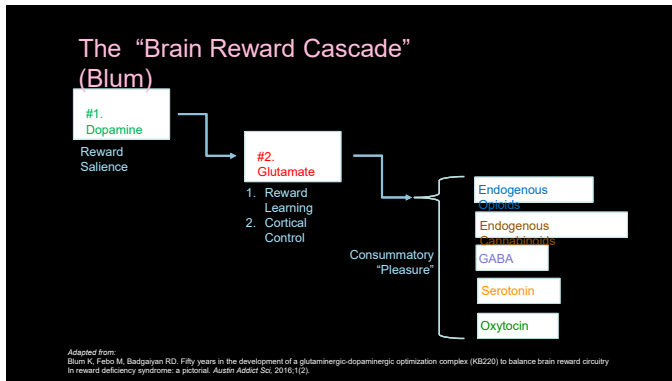 The “Brain Reward Cascade”
(Blum)
#1.
Dopamine
Reward
Salience
#2.
Glutamate
1. Reward
Learning
2. Cortical
Control
Consummatory
“Pleasure”
Endogenous
Opioids
Endogenous
Cannabinoids
GABA
Serotonin
Oxytocin
Adapted from:
Blum K, Febo M, Badgaiyan RD. Fifty years in the development of a glutaminergic-dopaminergic optimization complex (KB220) to balance brain reward circuitry
In reward deficiency syndrome: a pictorial. Austin Addict Sci, 2016;1(2).